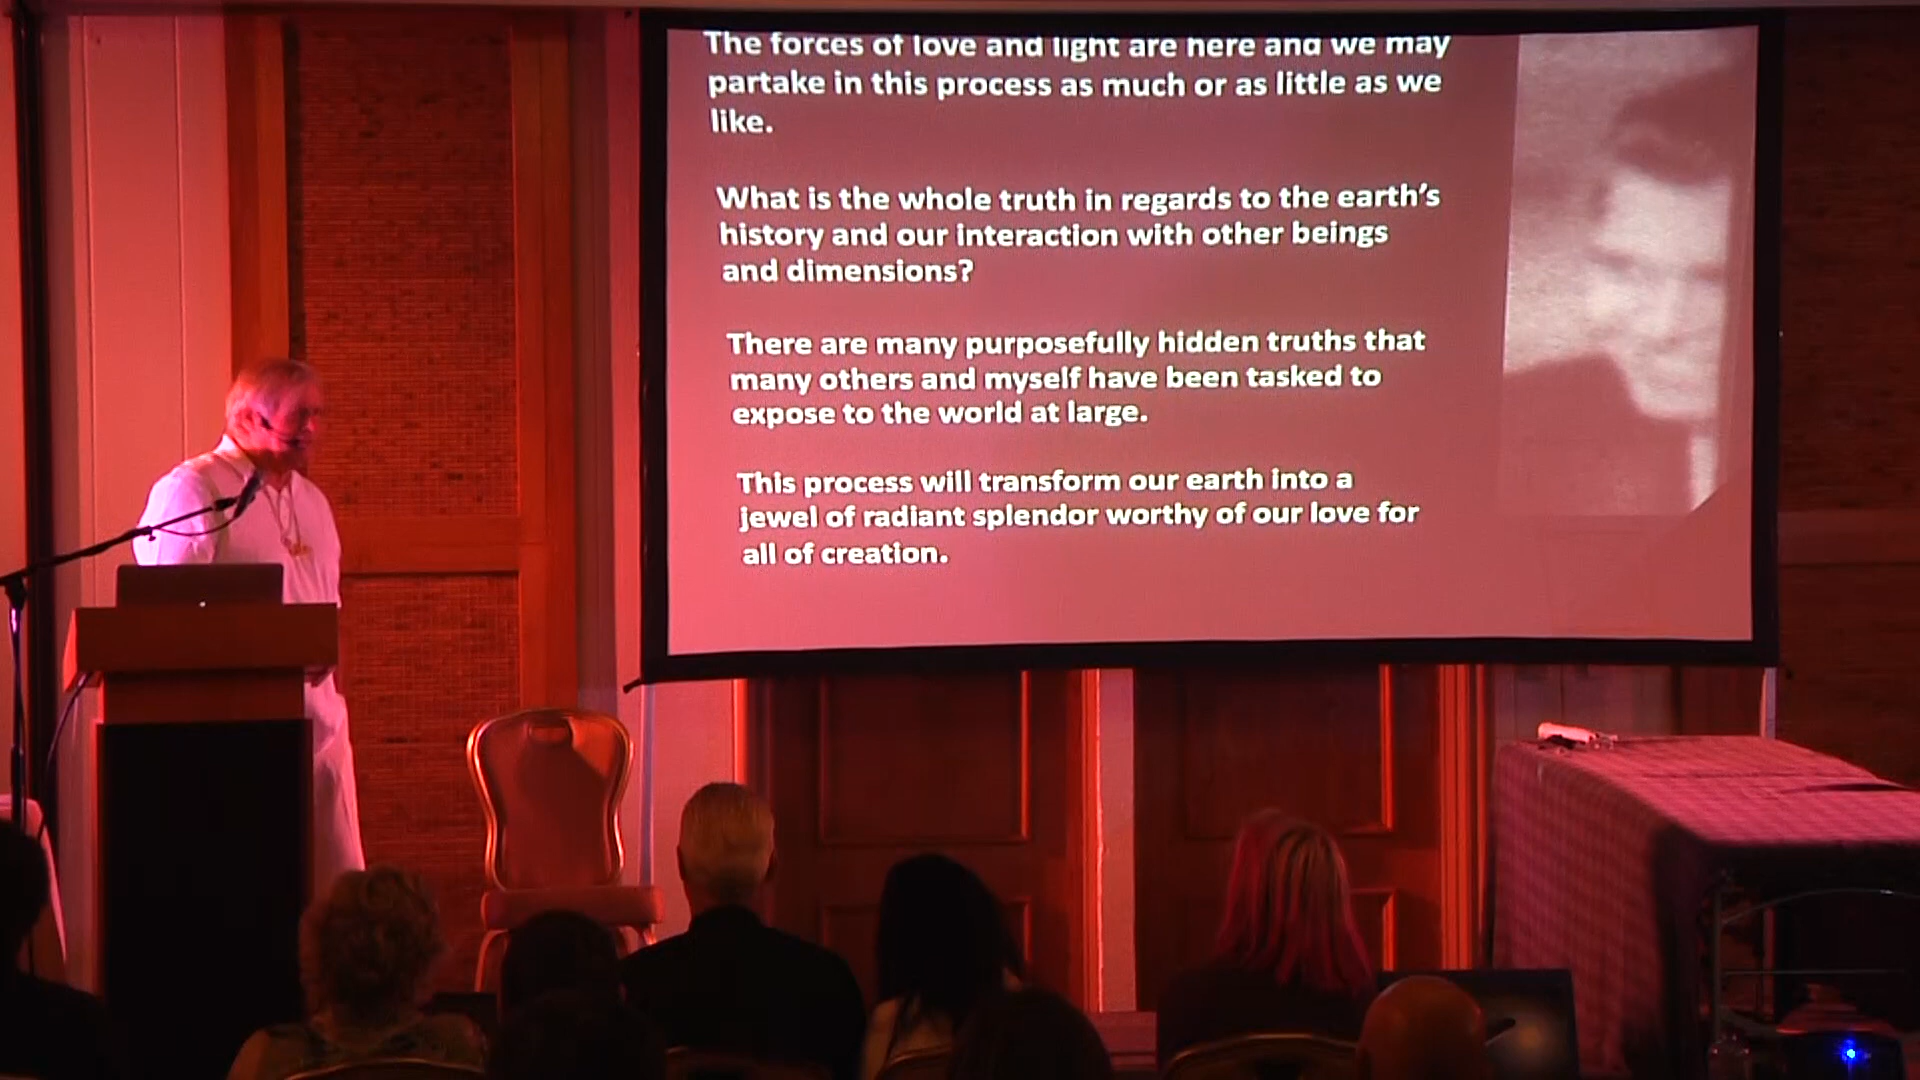 The forces of love and light are here and we may
partake in this process as much or as little as we
like.
What is the whole truth in regards to the earth's
history and our interaction with other beings
and dimensions?
There are many purposefully hidden truths that
many others and myself have been tasked to
expose to the world at large.
This process will transform our earth into a
jewel of radiant splendor worthy of our love for
all of creation.